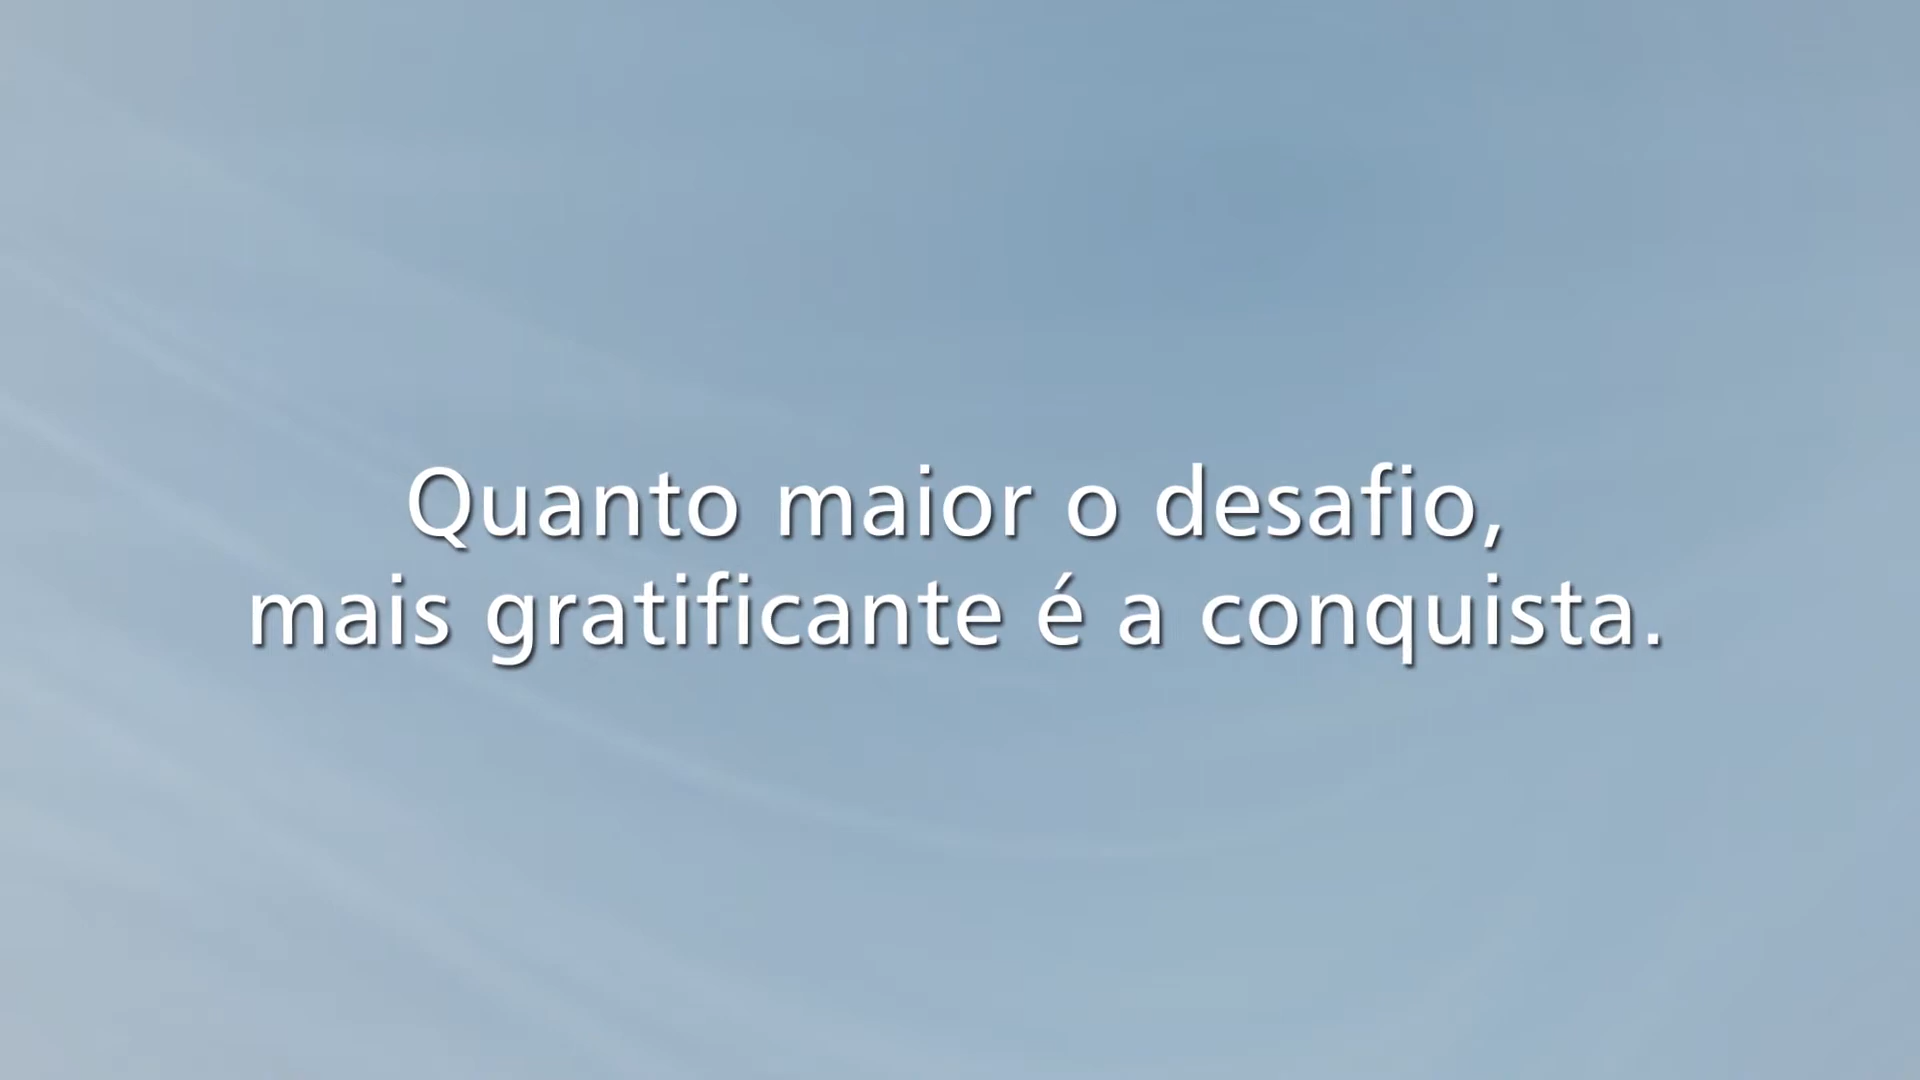 Quanto maior o desafio,
mais gratificante é a conquista.